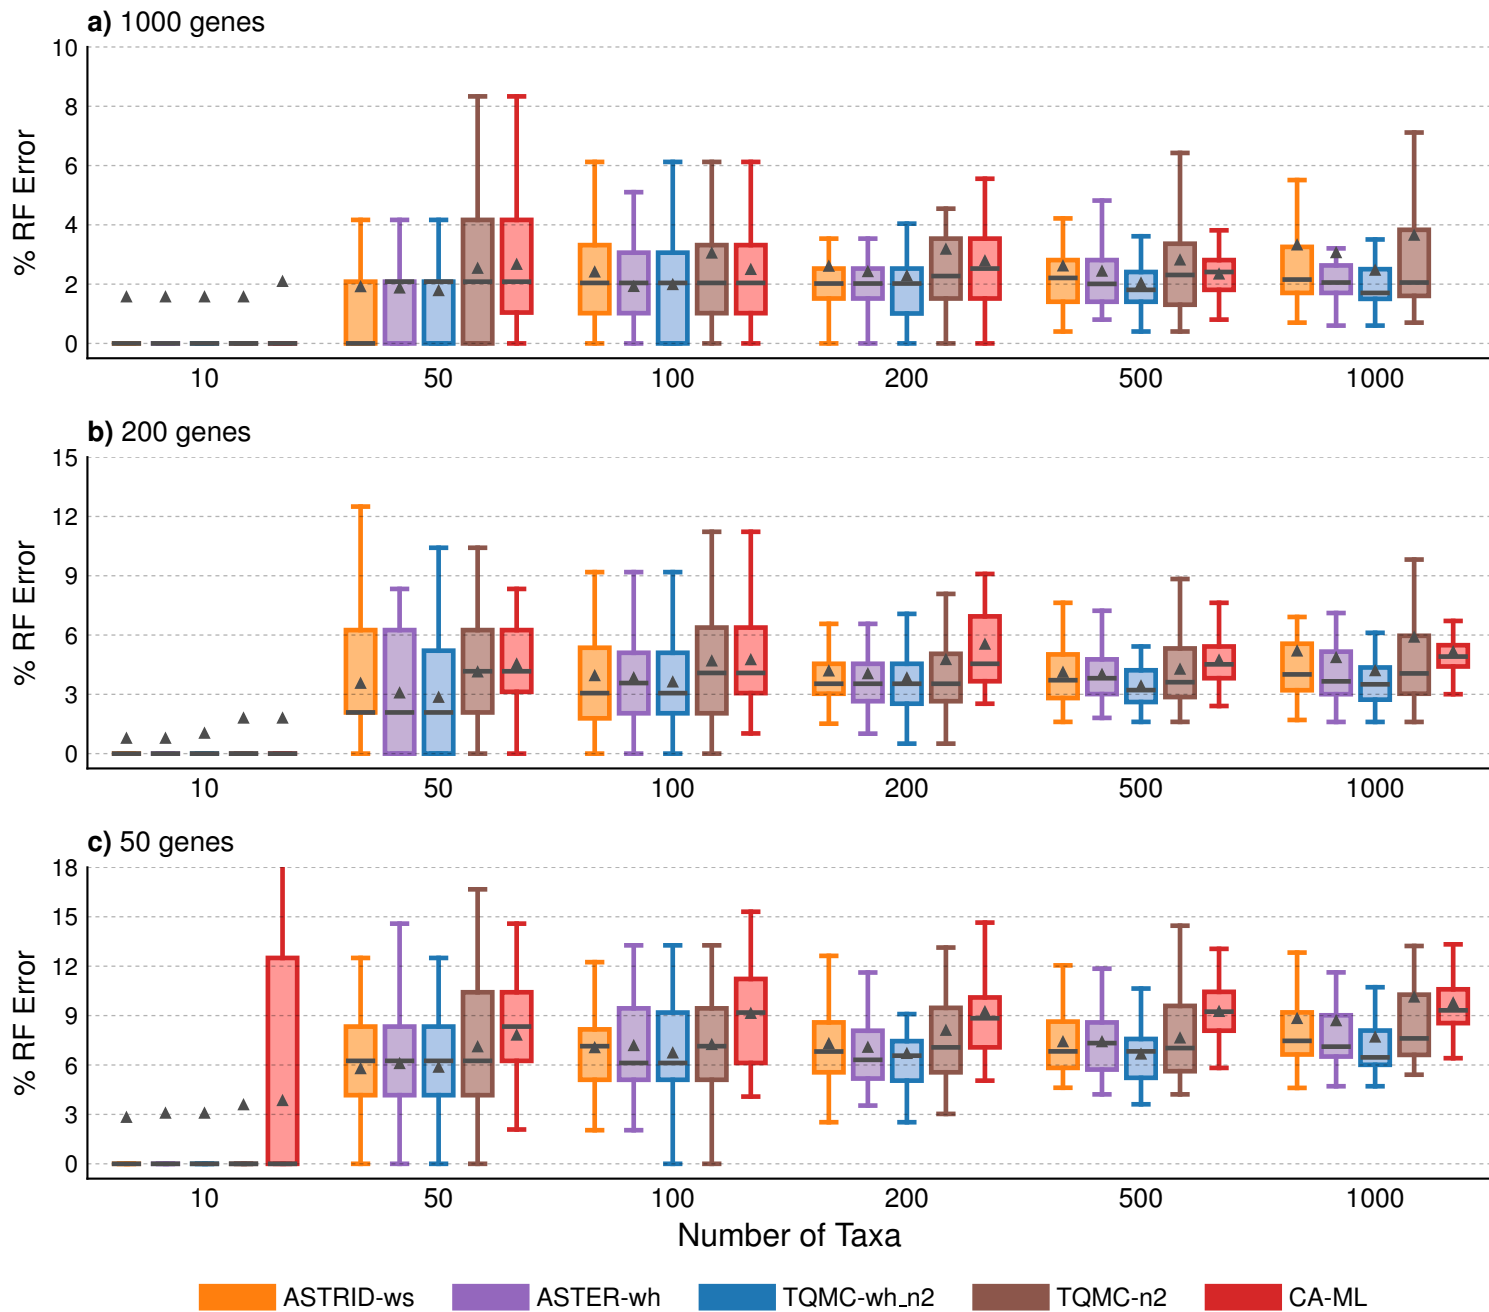 a) 1000 genes
10
8
6
4
2
0
% RF Error
10 50 100 200 500 1000
b) 200 genes
15
12
9
6
3
0
% RF Error
10 50 100 200 500 1000
c) 50 genes
18
15
12
9
6
3
0
% RF Error
10 50 100 200 500 1000
Number of Taxa
ASTRID-ws ASTER-wh TQMC-wh_n2 TQMC-n2 CA-ML